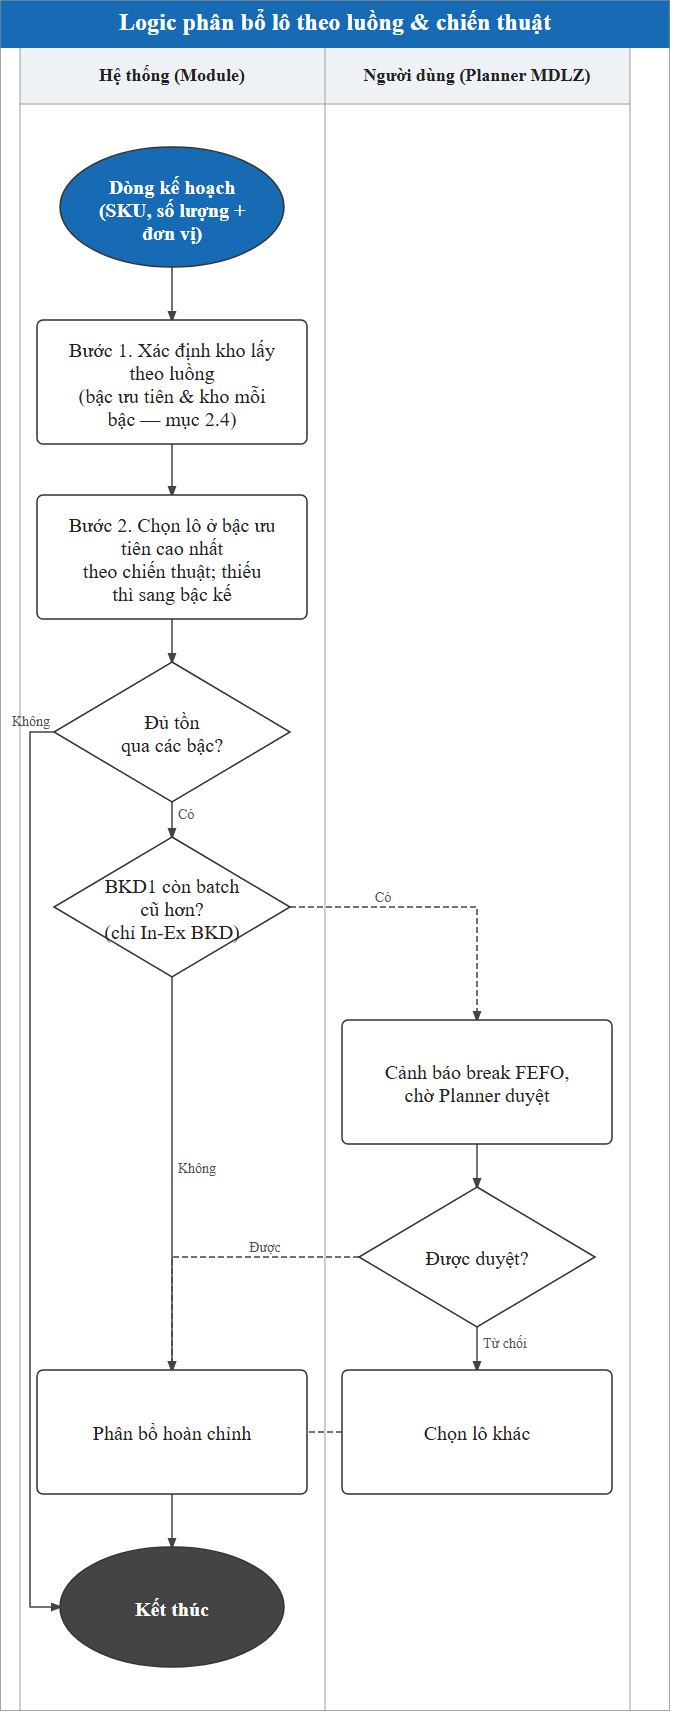 Logic phân bổ lô theo luồng & chiến thuật
Hệ thống (Module)
Người dùng (Planner MDLZ)
Dòng kế hoạch
(SKU, số lượng +
đơn vị)
Bước 1. Xác định kho lấy
theo luồng
(bậc ưu tiên & kho mỗi
bậc — mục 2.4)
Bước 2. Chọn lô ở bậc ưu
tiên cao nhất
theo chiến thuật; thiếu
thì sang bậc kế
Không
Đủ tồn
qua các bậc?
Có
BKD1 còn batch
cũ hơn?
(chỉ In-Ex BKD)
Có
Cảnh báo break FEFO,
chờ Planner duyệt
Không
Được
Được duyệt?
Từ chối
Phân bổ hoàn chỉnh
Chọn lô khác
Kết thúc